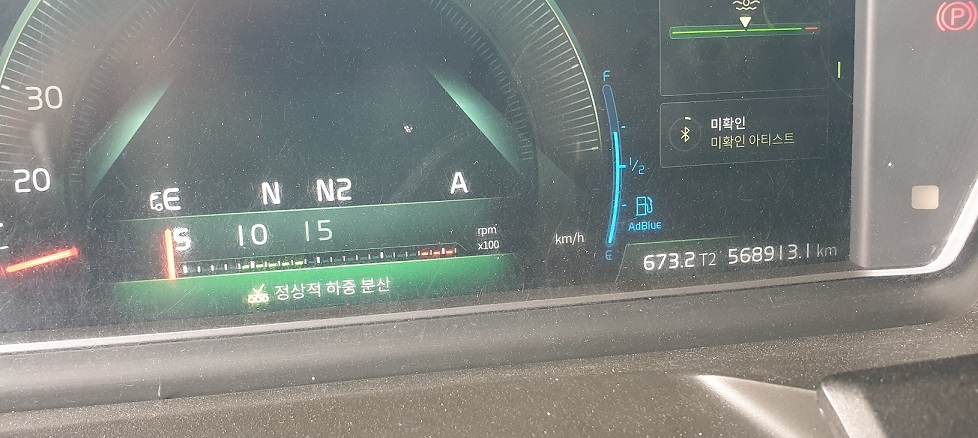 30
20
E N N2 A
5 10 15
rpm
x100
정상적 하중 분산
km/h
F
1/2
E
AdBlue
미확인
미확인 아티스트
673.2 T2 568913.1 km
P